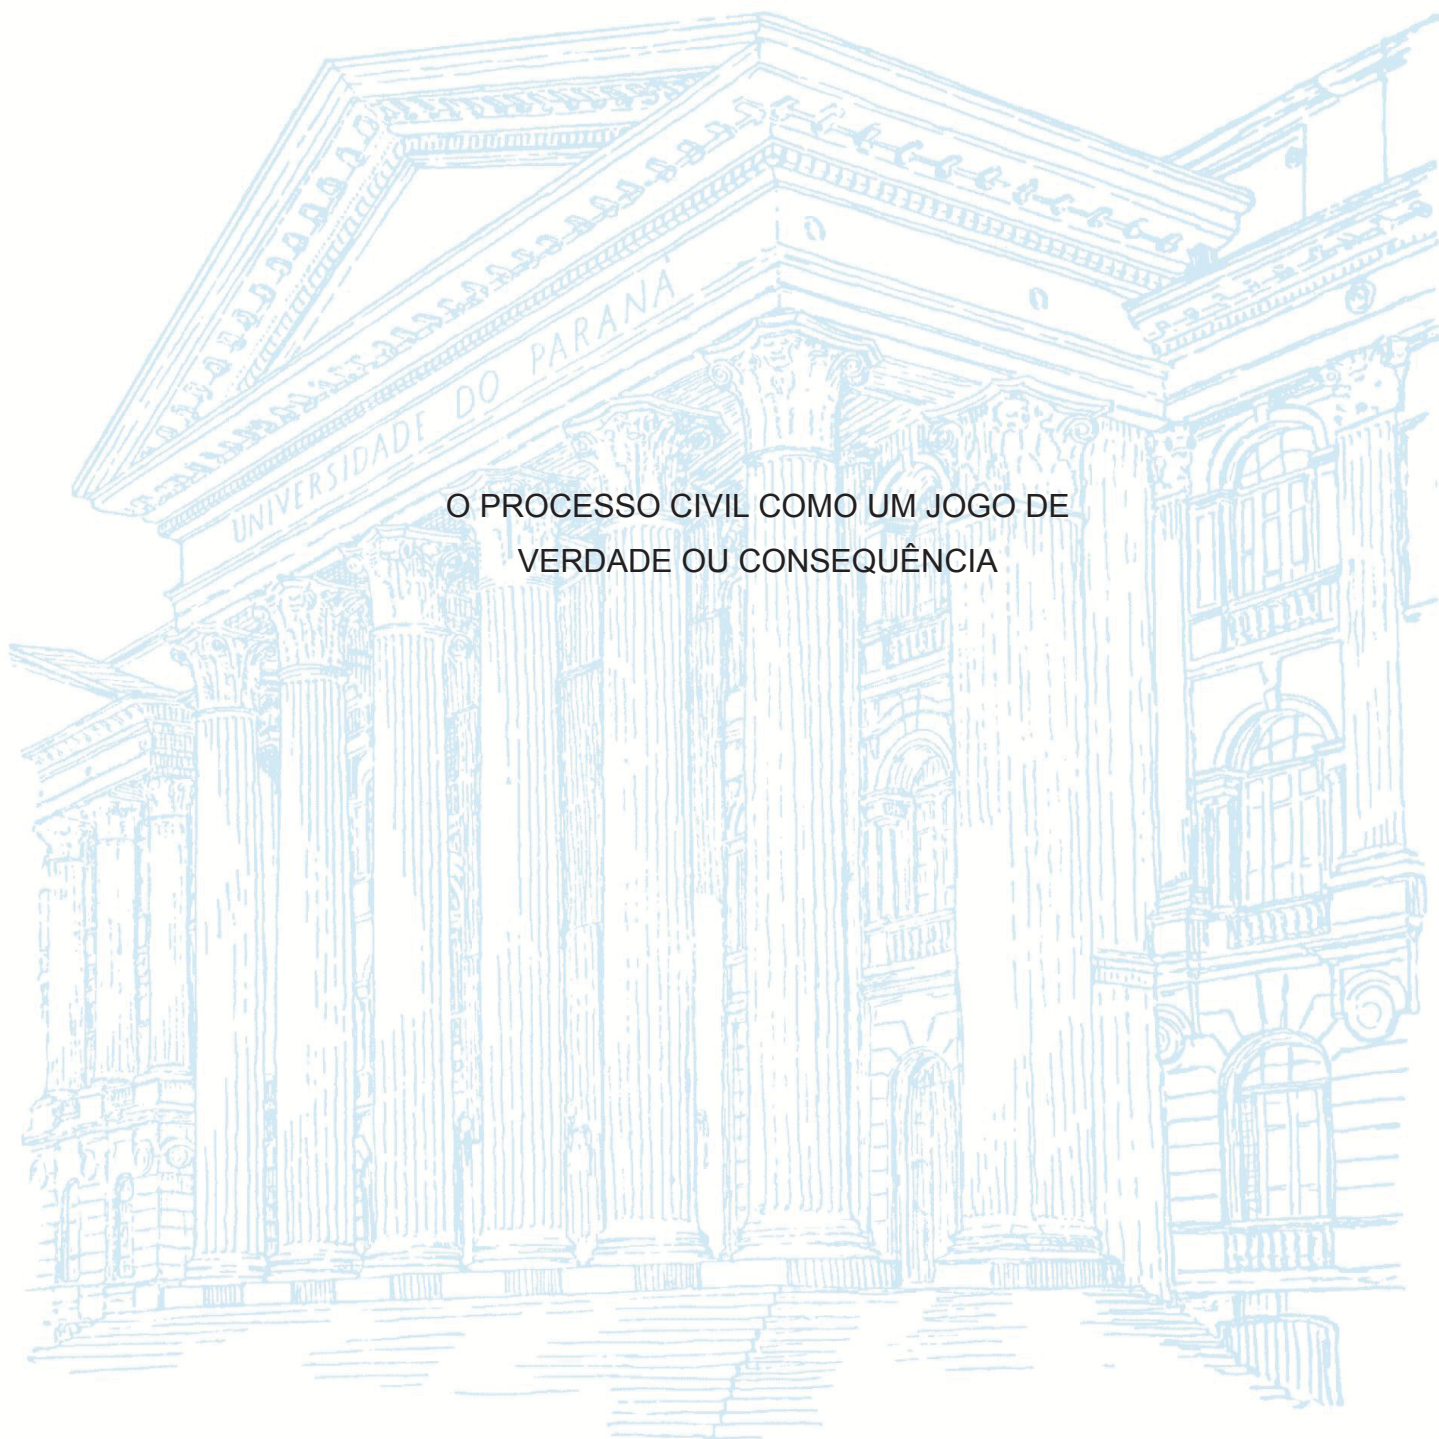 UNIVERSIDADE DO PARANÁ
O PROCESSO CIVIL COMO UM JOGO DE
VERDADE OU CONSEQUÊNCIA